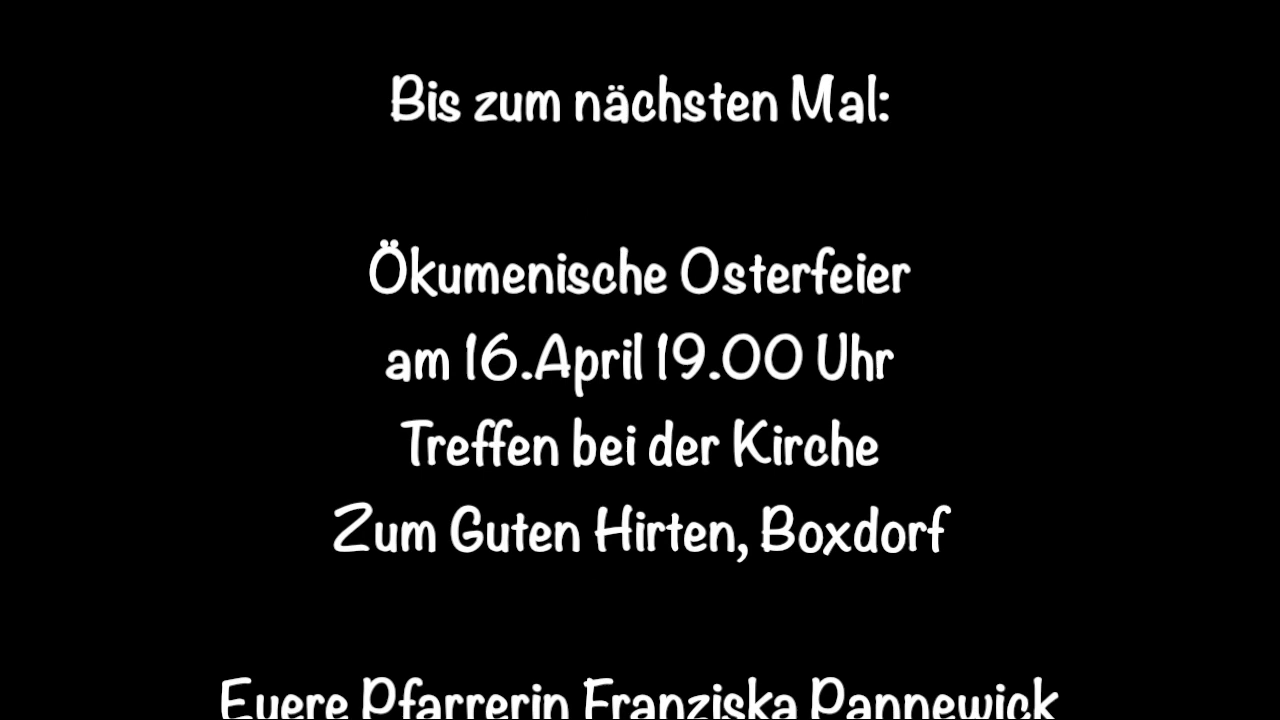 Bis zum nächsten Mal:
Ökumenische Osterfeier
am 16.April 19.00 Uhr
Treffen bei der Kirche
Zum Guten Hirten, Boxdorf
Euere Pfarrerin Franziska Pannewick